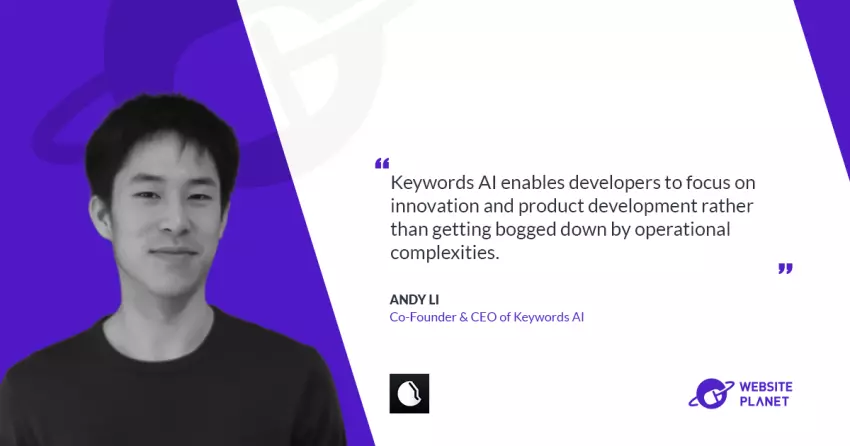 “
Keywords AI enables developers to focus on
innovation and product development rather
than getting bogged down by operational
complexities.
”
ANDY LI
Co-Founder & CEO of Keywords AI
WEBSITE
PLANET